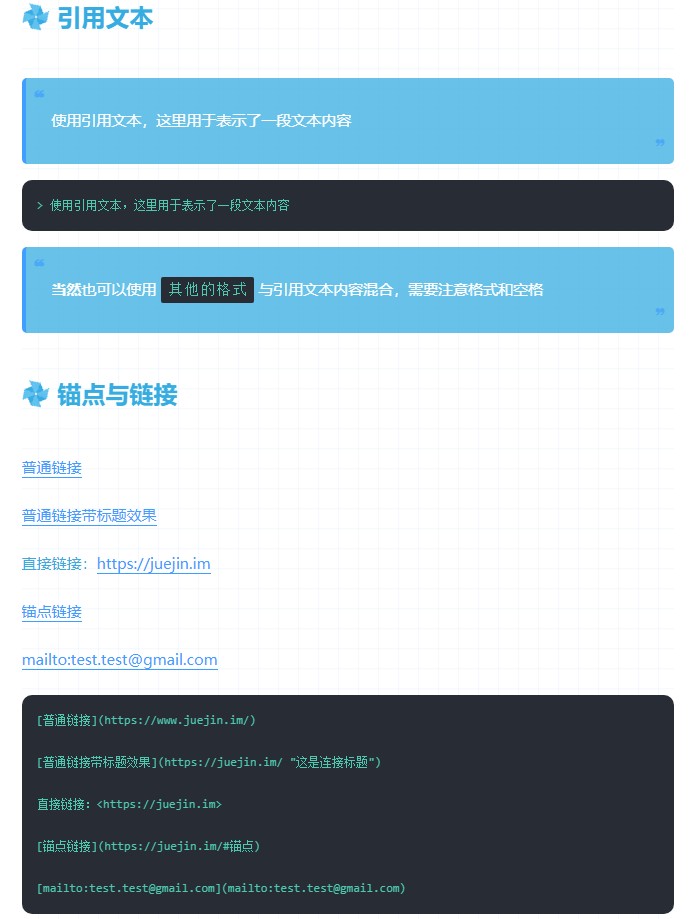 引用文本
❝
使用引用文本，这里用于表示了一段文本内容
❞
> 使用引用文本，这里用于表示了一段文本内容
❝
当然也可以使用 其他的格式 与引用文本内容混合，需要注意格式和空格
❞
锚点与链接
普通链接
普通链接带标题效果
直接链接：https://juejin.im
锚点链接
mailto:test.test@gmail.com
[普通链接](https://www.juejin.im/)
[普通链接带标题效果](https://juejin.im/ "这是连接标题")
直接链接：<https://juejin.im>
[锚点链接](https://juejin.im/#锚点)
[mailto:test.test@gmail.com](mailto:test.test@gmail.com)